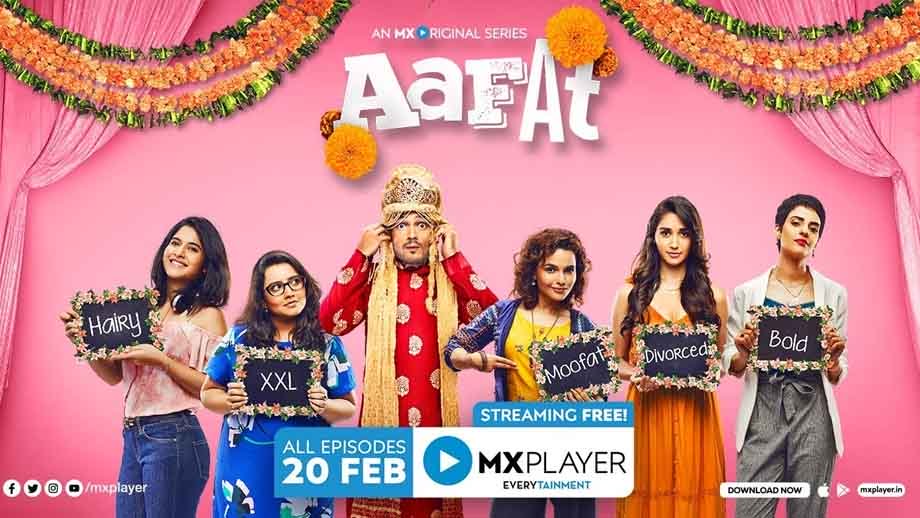 AN MX ORIGINAL SERIES
AaFAt
Hairy
XXL
Moofat
Divorced
Bold
STREAMING FREE!
ALL EPISODES
20 FEB
MXPLAYER
EVERYTAINMENT
/mxplayer
DOWNLOAD NOW
mxplayer.in